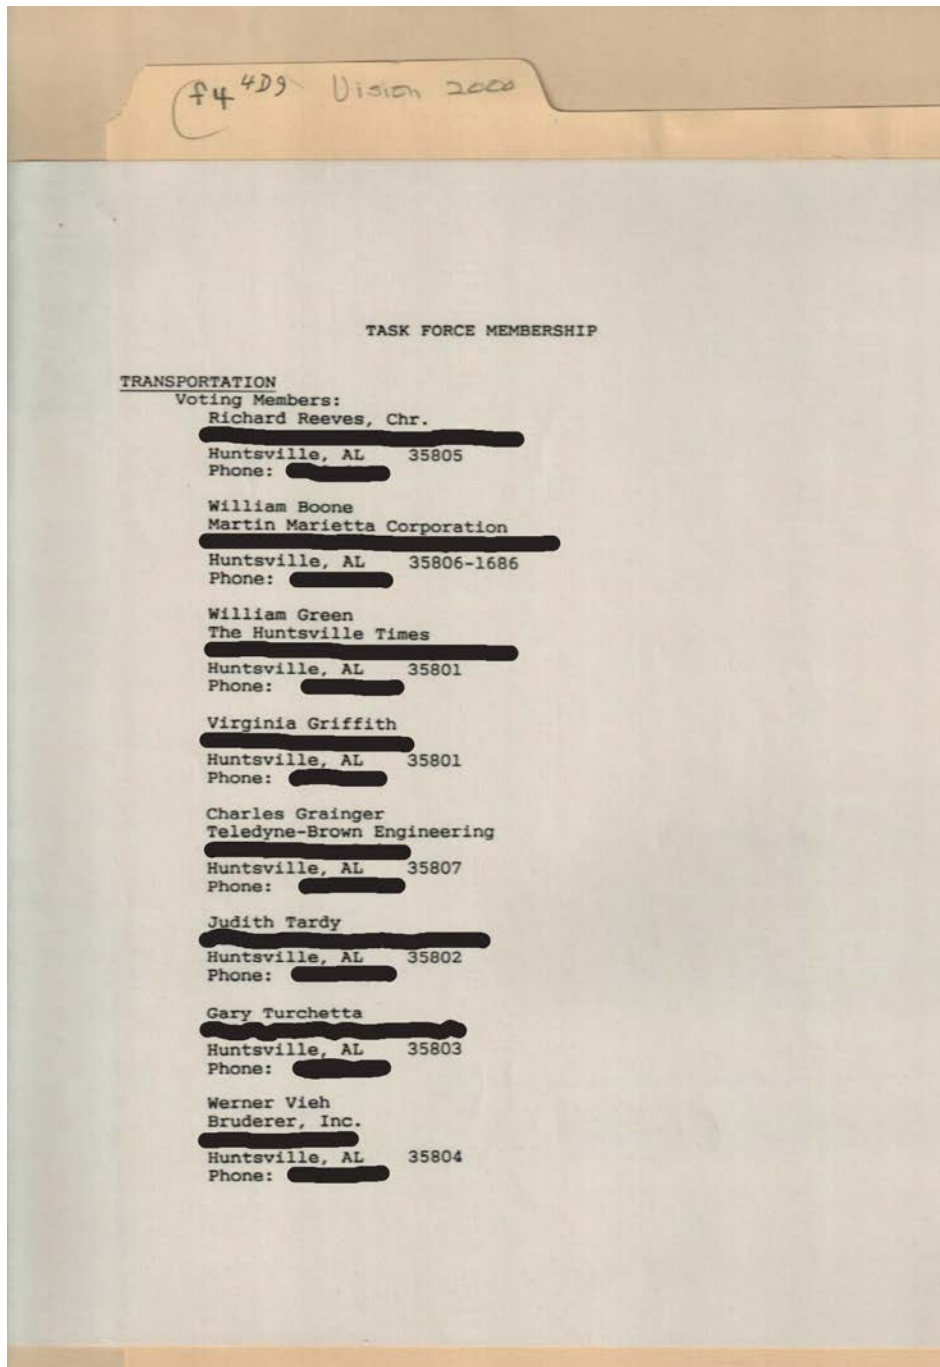 f4 4D9 Vision 2000
TASK FORCE MEMBERSHIP
TRANSPORTATION
Voting Members:
Richard Reeves, Chr.
Huntsville, AL 35805
Phone:
William Boone
Martin Marietta Corporation
Huntsville, AL 35806-1686
Phone:
William Green
The Huntsville Times
Huntsville, AL 35801
Phone:
Virginia Griffith
Huntsville, AL 35801
Phone:
Charles Grainger
Teledyne-Brown Engineering
Huntsville, AL 35807
Phone:
Judith Tardy
Huntsville, AL 35802
Phone:
Gary Turchetta
Huntsville, AL 35803
Phone:
Werner Vieh
Bruderer, Inc.
Huntsville, AL 35804
Phone: